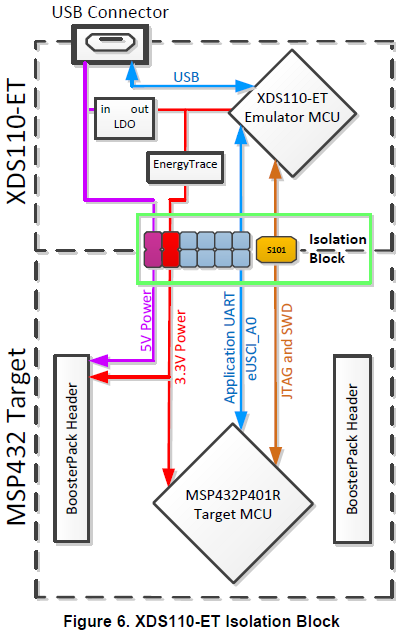 USB Connector
XDS110-ET
USB
in out
LDO
XDS110-ET
Emulator MCU
EnergyTrace
S101
Isolation
Block
MSP432 Target
5V Power
3.3V Power
Application UART
eUSCI_A0
JTAG and SWD
BoosterPack Header
BoosterPack Header
MSP432P401R
Target MCU
Figure 6. XDS110-ET Isolation Block